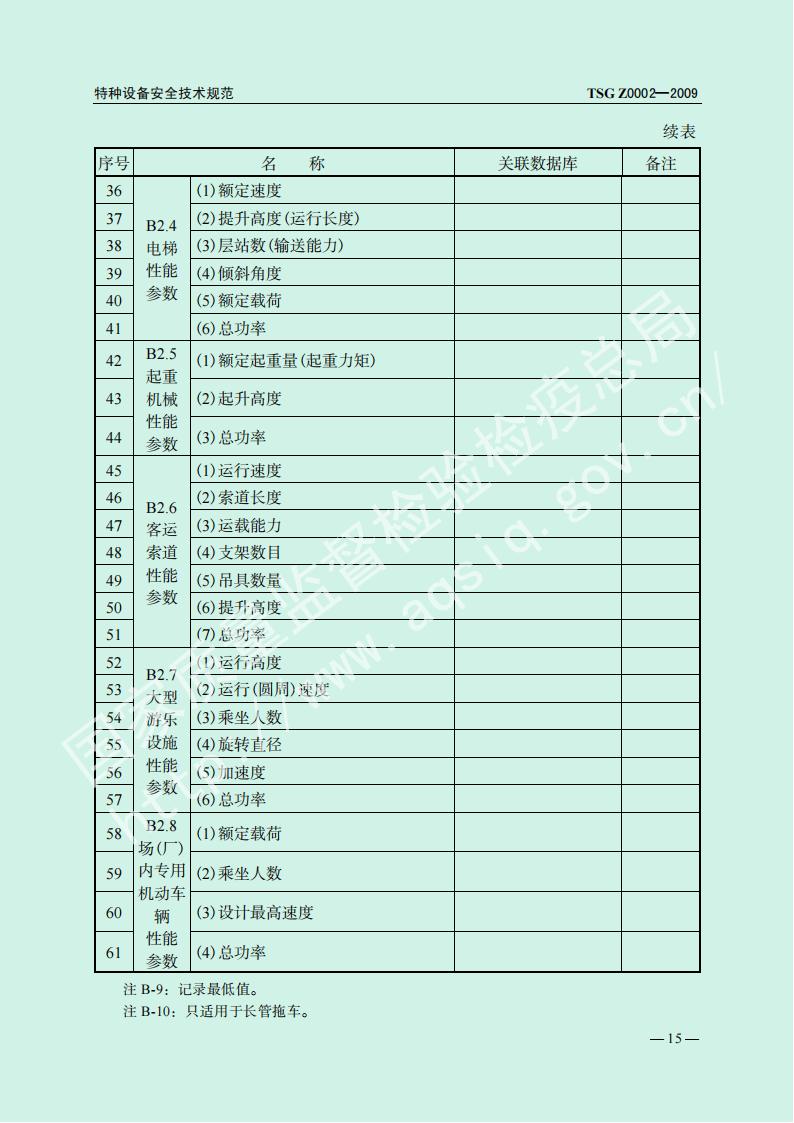 特种设备安全技术规范 TSG Z0002—2009
续表
序号 名 称 关联数据库 备注
B2.4 电梯性能参数
36 (1)额定速度
37 (2)提升高度(运行长度)
38 (3)层站数(输送能力)
39 (4)倾斜角度
40 (5)额定载荷
41 (6)总功率
B2.5 起重机械性能参数
42 (1)额定起重量(起重力矩)
43 (2)起升高度
44 (3)总功率
B2.6 客运索道性能参数
45 (1)运行速度
46 (2)索道长度
47 (3)运载能力
48 (4)支架数目
49 (5)吊具数量
50 (6)提升高度
51 (7)总功率
B2.7 大型游乐设施性能参数
52 (1)运行高度
53 (2)运行(圆周)速度
54 (3)乘坐人数
55 (4)旋转直径
56 (5)加速度
57 (6)总功率
B2.8 场(厂)内专用机动车辆性能参数
58 (1)额定载荷
59 (2)乘坐人数
60 (3)设计最高速度
61 (4)总功率
注 B-9：记录最低值。
注 B-10：只适用于长管拖车。
—15—
国家质量监督检验检疫总局
http://www.aqsiq.gov.cn/